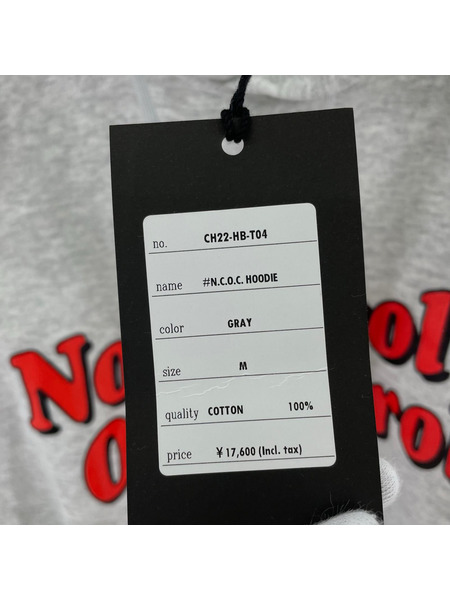 no. CH22-HB-T04
name #N.C.O.C. HOODIE
color GRAY
size M
quality COTTON 100%
price ¥17,600 (Incl. tax)